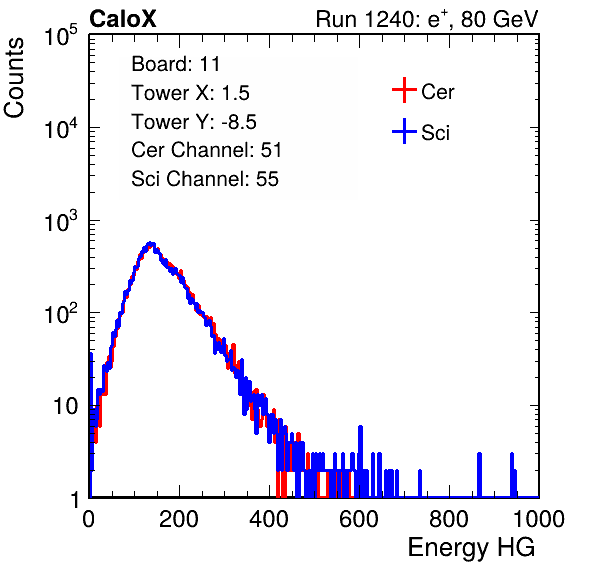 CaloX Run 1240: e+, 80 GeV
Counts
Board: 11
Tower X: 1.5
Tower Y: -8.5
Cer Channel: 51
Sci Channel: 55
Cer
Sci
10^5
10^4
10^3
10^2
10
1
0 200 400 600 800 1000
Energy HG